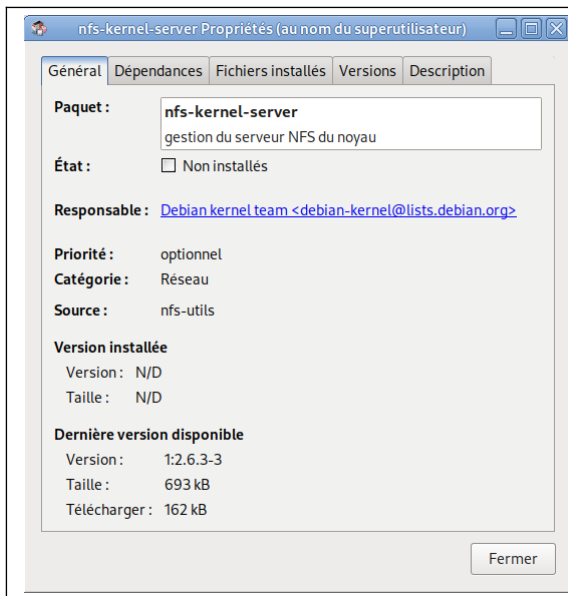 nfs-kernel-server Propriétés (au nom du superutilisateur)
Général Dépendances Fichiers installés Versions Description
Paquet : nfs-kernel-server
gestion du serveur NFS du noyau
État : Non installés
Responsable : Debian kernel team <debian-kernel@lists.debian.org>
Priorité : optionnel
Catégorie : Réseau
Source : nfs-utils
Version installée
Version : N/D
Taille : N/D
Dernière version disponible
Version : 1:2.6.3-3
Taille : 693 kB
Télécharger : 162 kB
Fermer